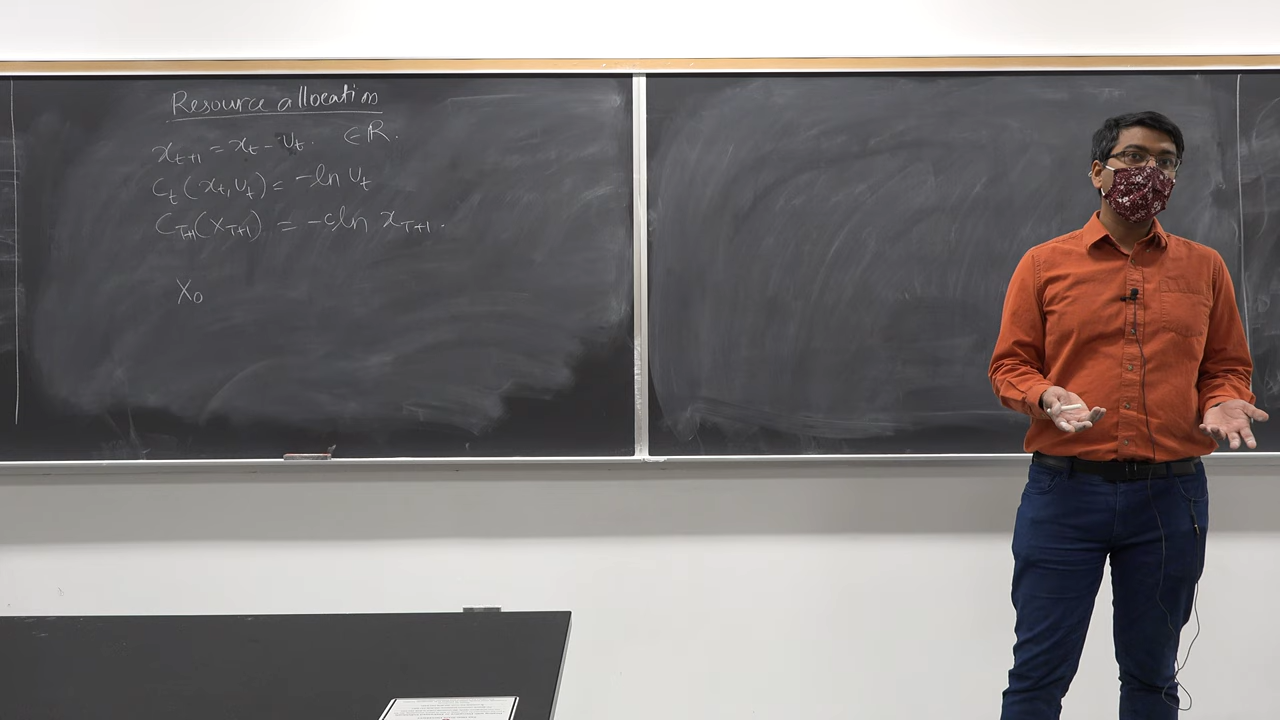 Resource allocation
x_{t+1} = x_t - U_t. ∈ R.
C_t(x_t, U_t) = -ln U_t
C_{T+1}(X_{T+1}) = -c ln x_{T+1}.
X_0